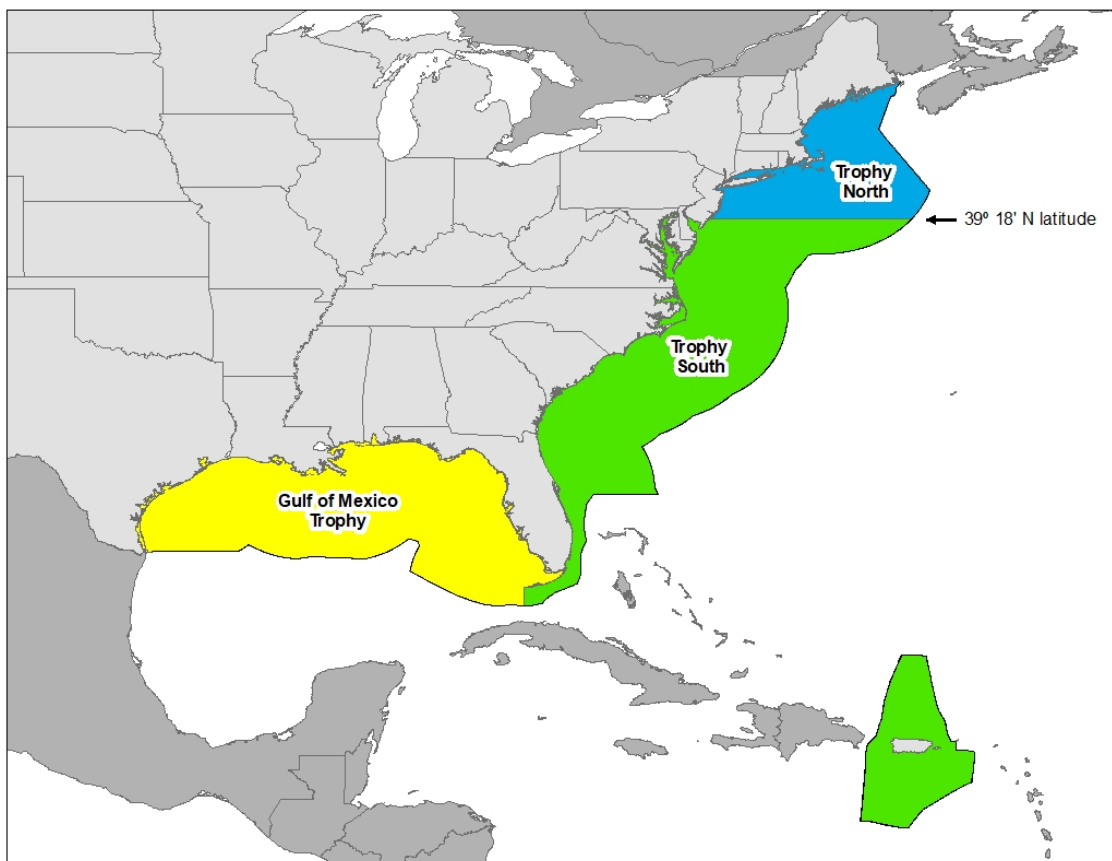 Trophy
North
39º 18' N latitude
Trophy
South
Gulf of Mexico
Trophy